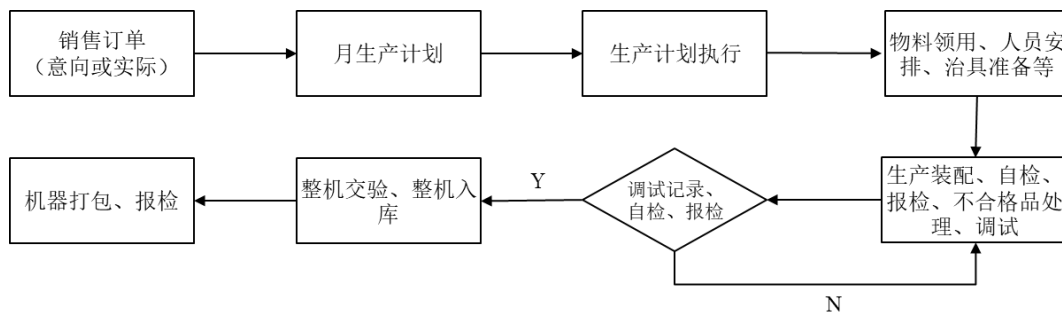 销售订单
（意向或实际）
月生产计划
生产计划执行
物料领用、人员安
排、治具准备等
生产装配、自检、
报检、不合格品处
理、调试
调试记录、
自检、报检
Y
N
整机交验、整机入
库
机器打包、报检